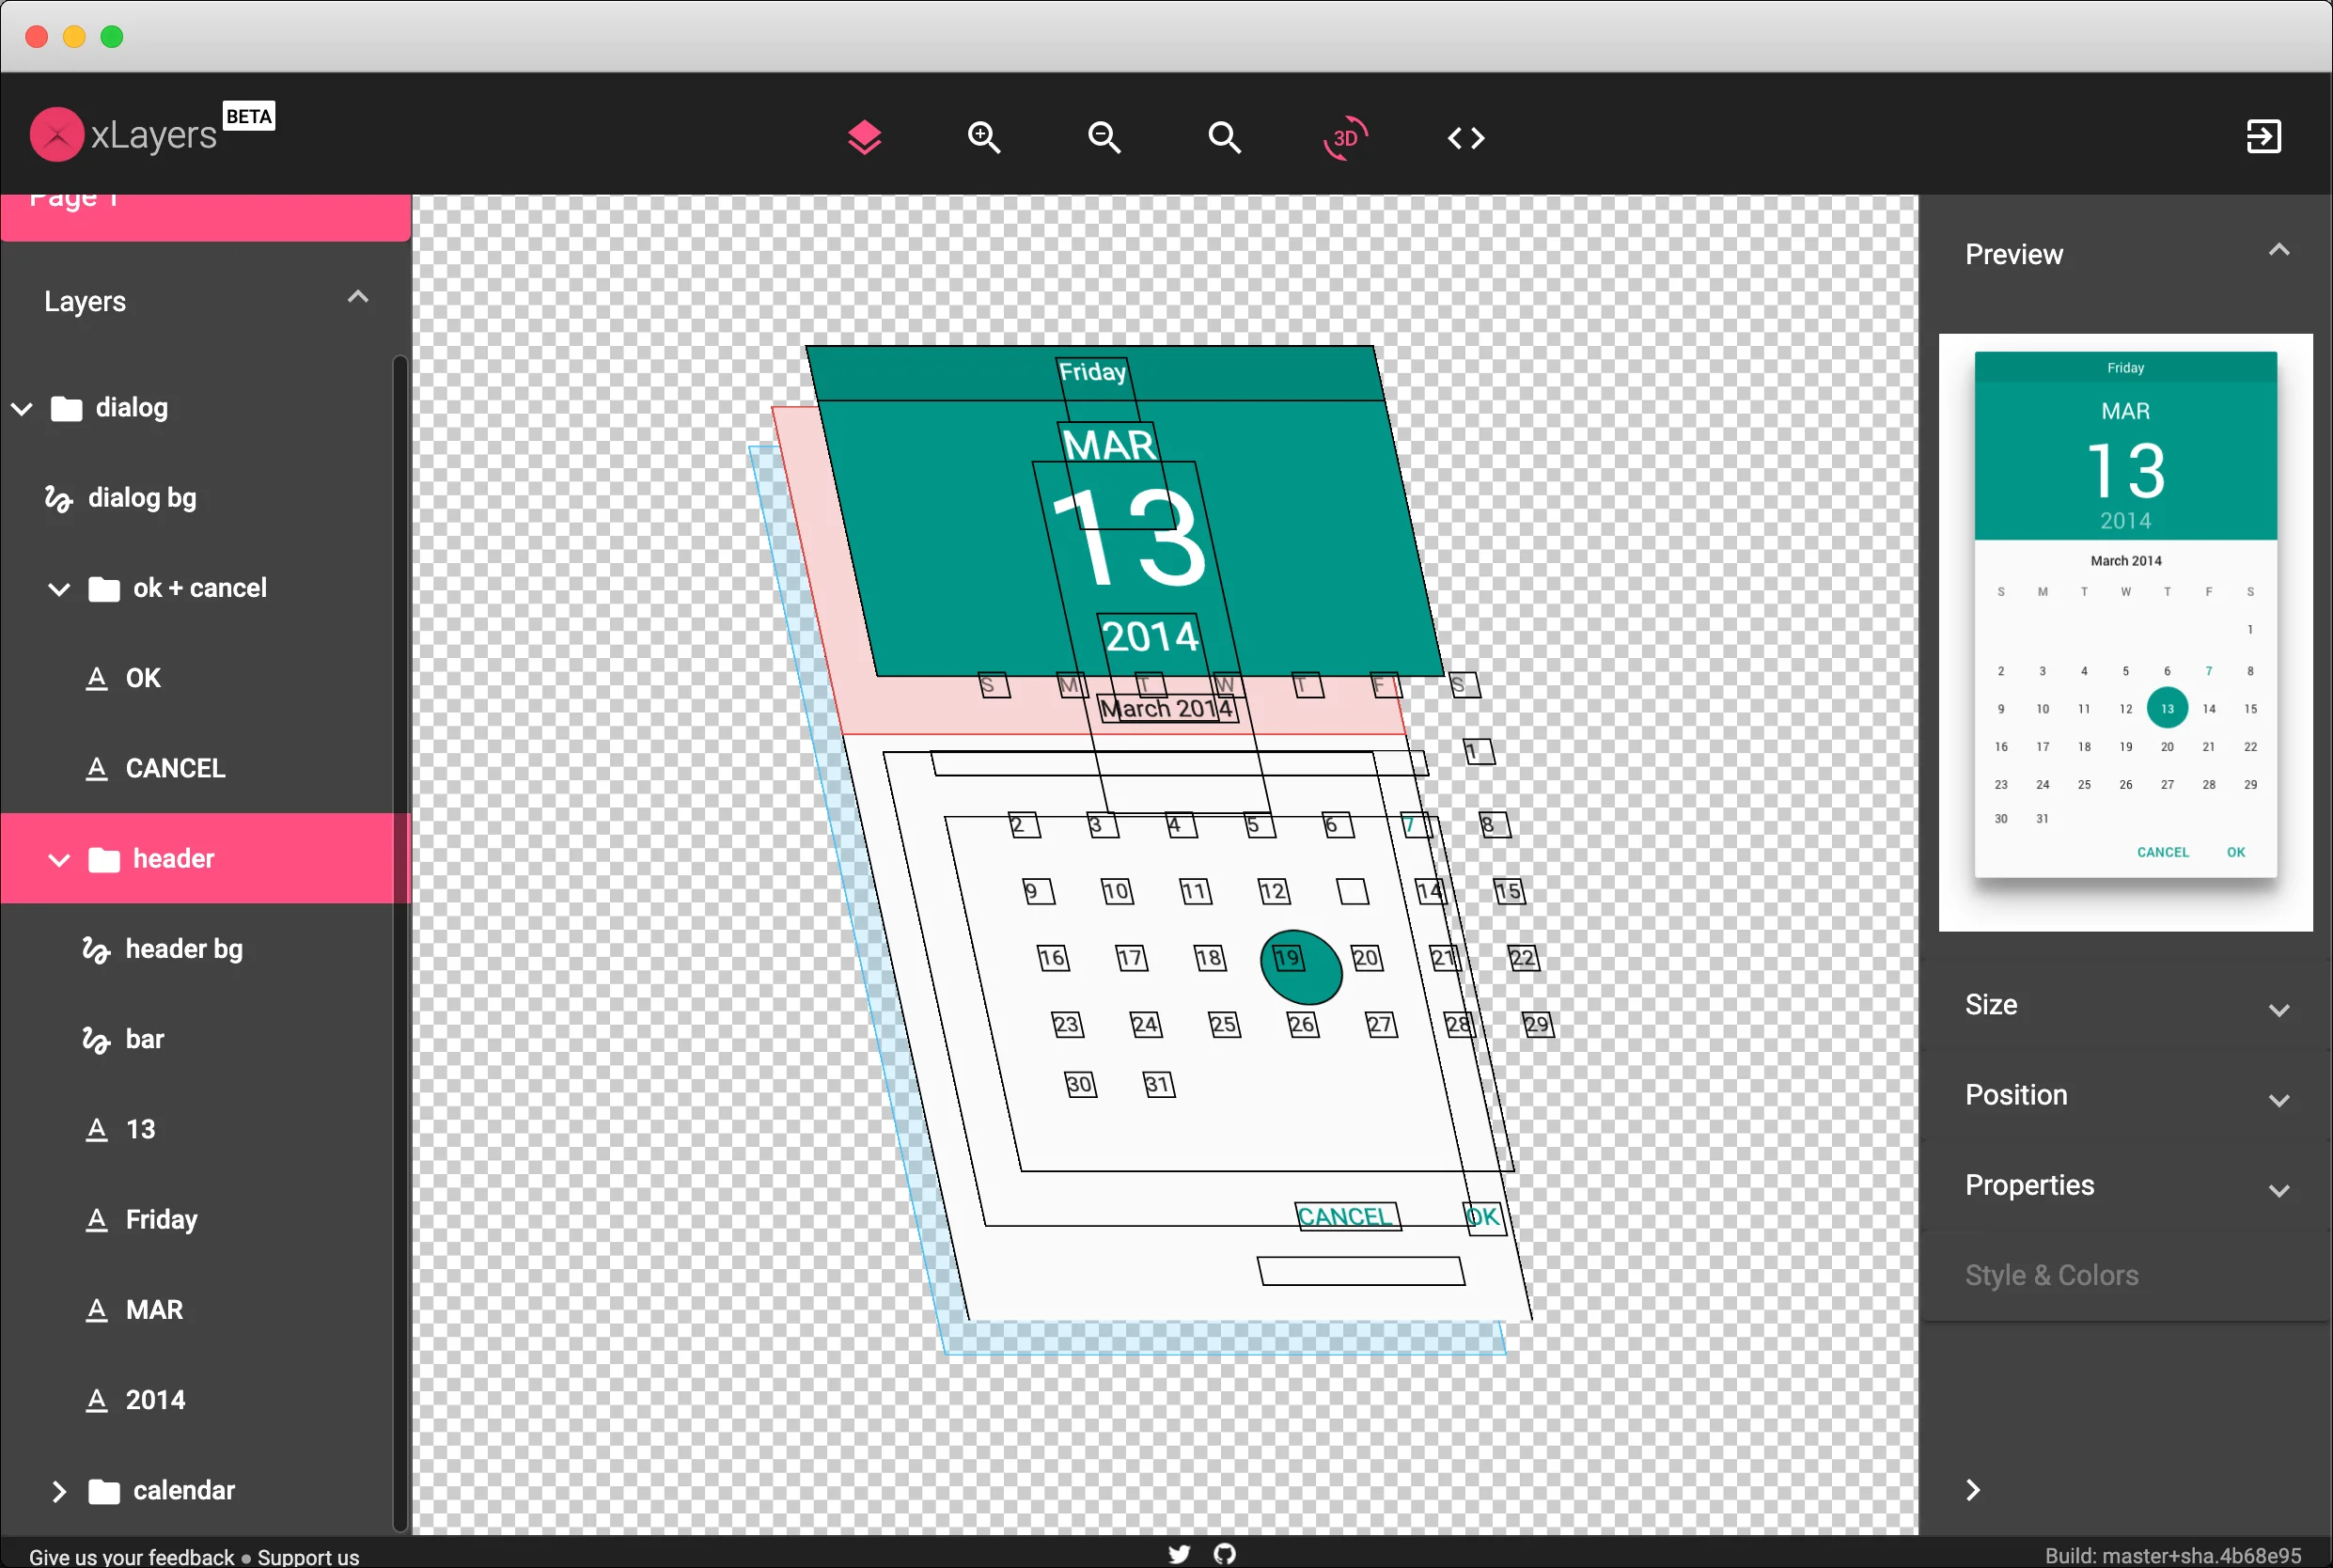 xLayers BETA
3D
Page 1
Layers
dialog
dialog bg
ok + cancel
OK
CANCEL
header
header bg
bar
13
Friday
MAR
2014
calendar
Friday
MAR
13
2014
S M T W T F S
March 2014
1
2 3 4 5 6 7 8
9 10 11 12 14 15
16 17 18 19 20 21 22
23 24 25 26 27 28 29
30 31
CANCEL OK
Preview
Friday
MAR
13
2014
March 2014
S M T W T F S
1
2 3 4 5 6 7 8
9 10 11 12 13 14 15
16 17 18 19 20 21 22
23 24 25 26 27 28 29
30 31
CANCEL OK
Size
Position
Properties
Style & Colors
Give us your feedback ● Support us
Build: master+sha.4b68e95